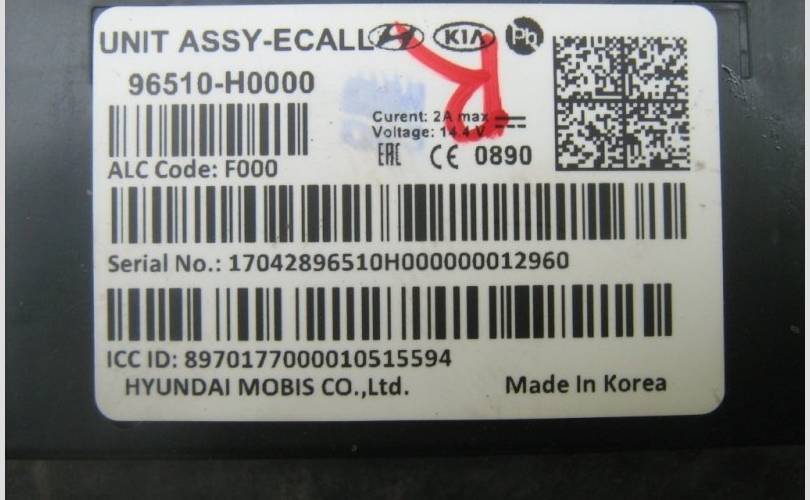 UNIT ASSY-ECALL KIA
96510-H0000
Curent: 2A max
Voltage: 14.4 V
ALC Code: F000
EAC CE 0890
Serial No.: 17042896510H000000012960
ICC ID: 8970177000010515594
HYUNDAI MOBIS CO.,Ltd. Made In Korea